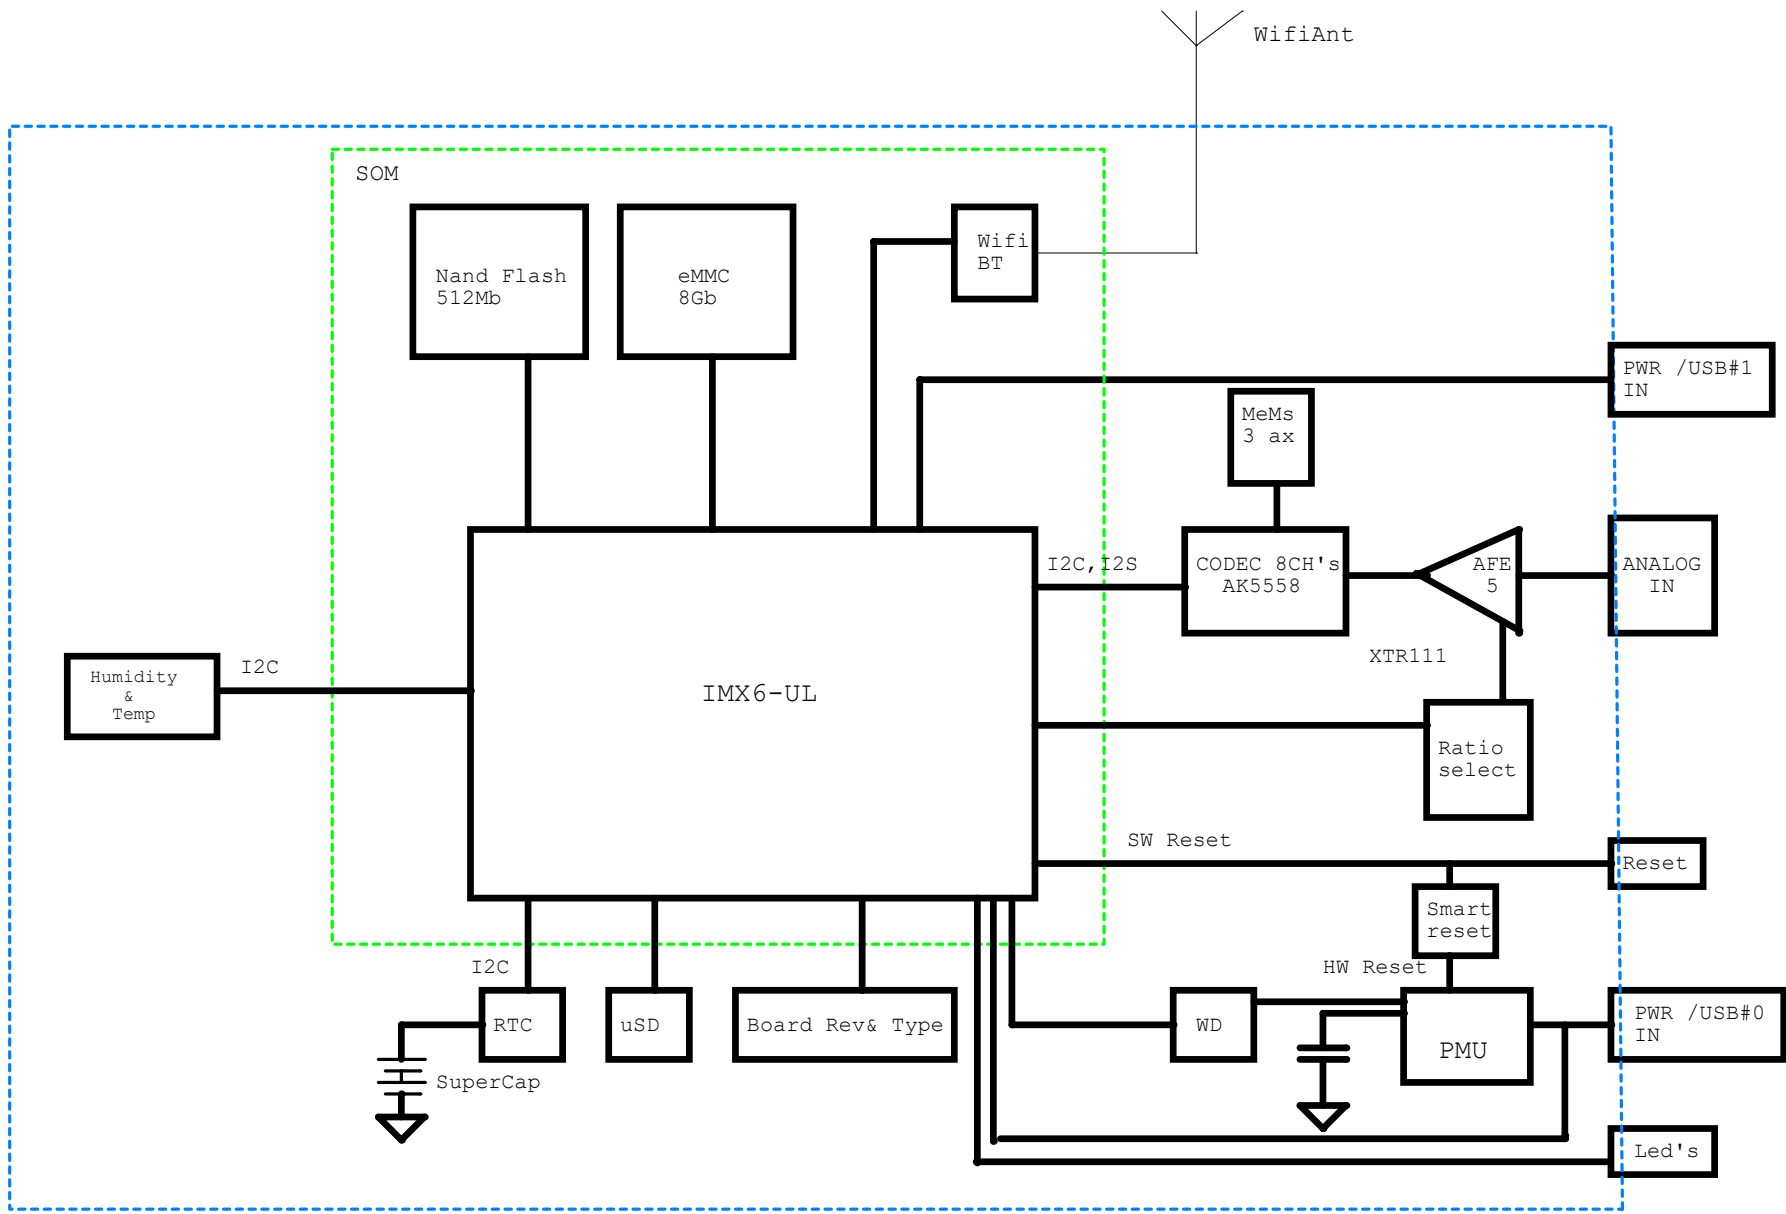 WifiAnt
SOM
Nand Flash
512Mb
eMMC
8Gb
Wifi
BT
PWR /USB#1
IN
MeMs
3 ax
I2C,I2S
CODEC 8CH's
AK5558
AFE
5
ANALOG
IN
XTR111
Humidity
&
Temp
I2C
IMX6-UL
Ratio
select
SW Reset
Reset
Smart
reset
HW Reset
I2C
RTC
uSD
Board Rev& Type
WD
PMU
PWR /USB#0
IN
SuperCap
Led's